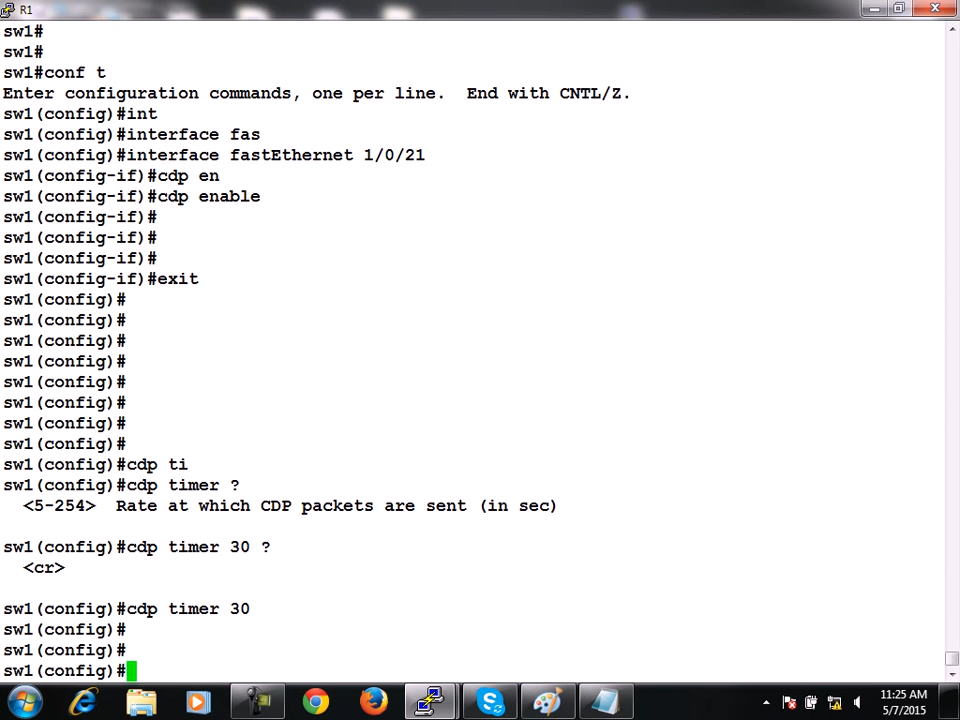 R1
sw1#
sw1#
sw1#conf t
Enter configuration commands, one per line.  End with CNTL/Z.
sw1(config)#int
sw1(config)#interface fas
sw1(config)#interface fastEthernet 1/0/21
sw1(config-if)#cdp en
sw1(config-if)#cdp enable
sw1(config-if)#
sw1(config-if)#
sw1(config-if)#
sw1(config-if)#exit
sw1(config)#
sw1(config)#
sw1(config)#
sw1(config)#
sw1(config)#
sw1(config)#
sw1(config)#
sw1(config)#
sw1(config)#cdp ti
sw1(config)#cdp timer ?
  <5-254>  Rate at which CDP packets are sent (in sec)
sw1(config)#cdp timer 30 ?
  <cr>
sw1(config)#cdp timer 30
sw1(config)#
sw1(config)#
sw1(config)#
11:25 AM
5/7/2015